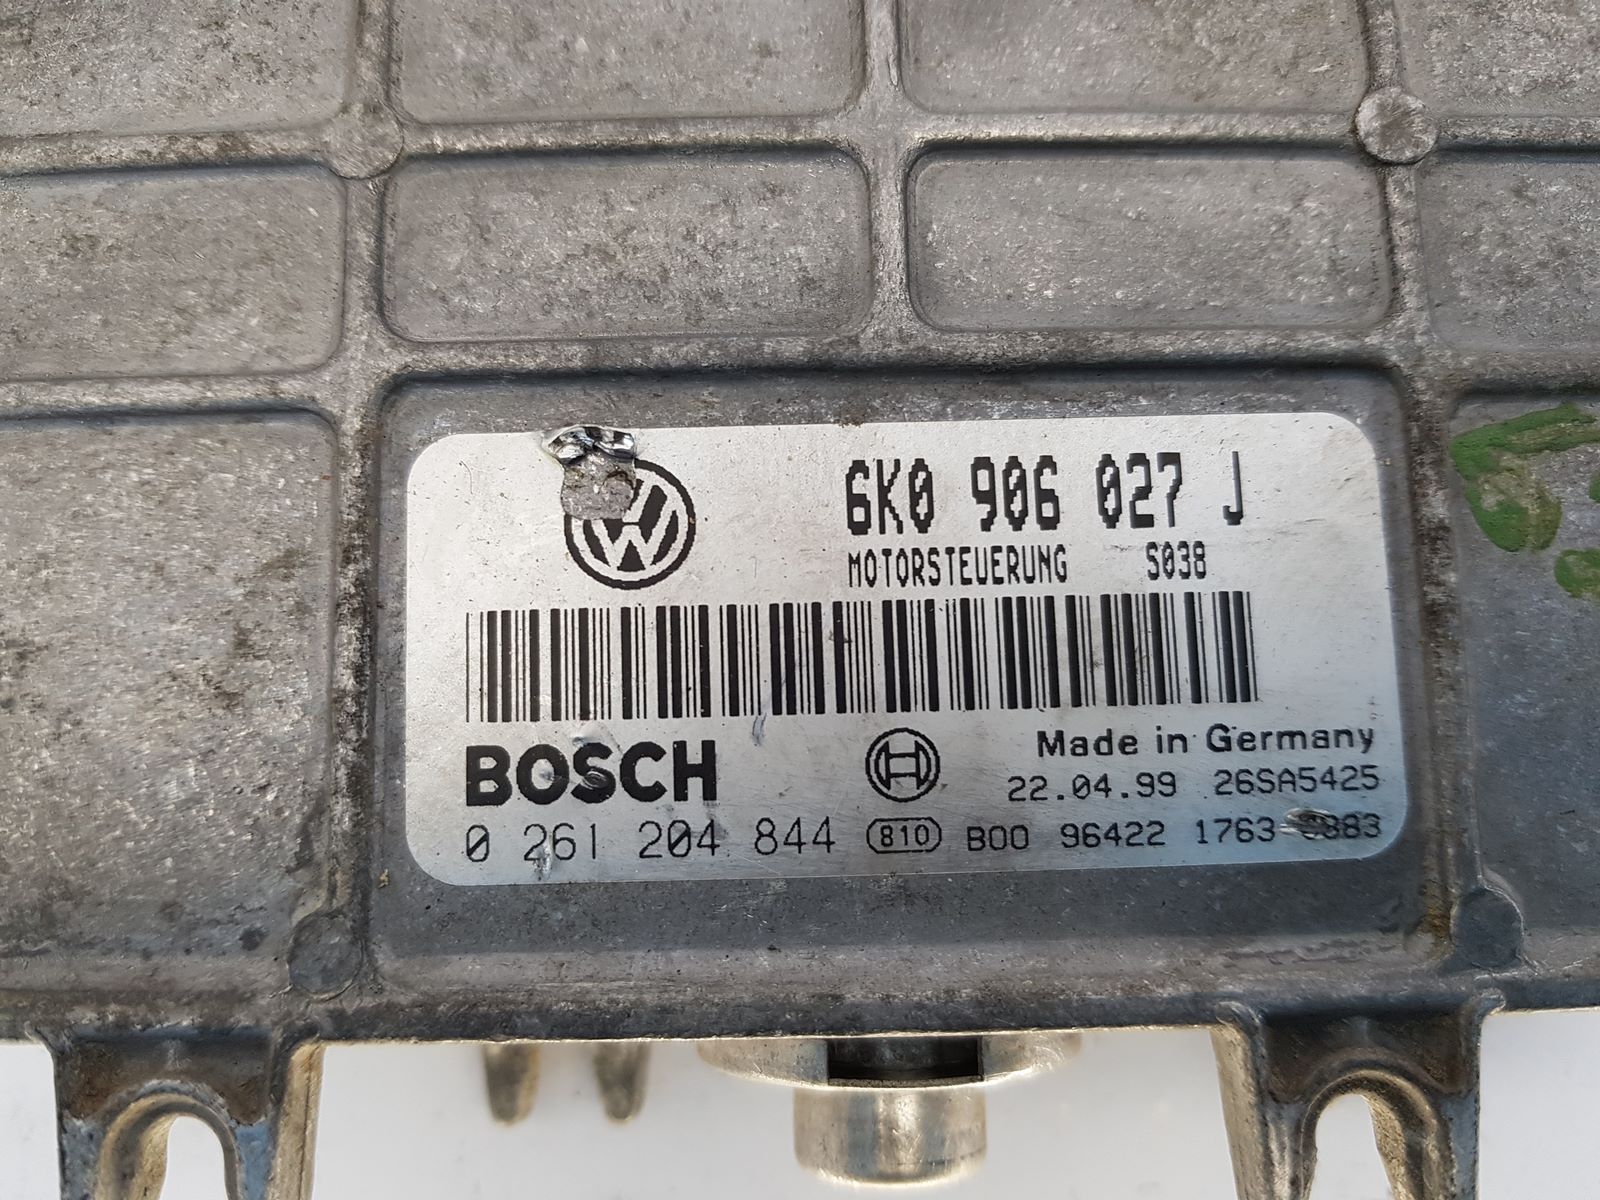 6K0 906 027 J
MOTORSTEUERUNG S038
BOSCH
Made in Germany
22.04.99 26SA5425
0 261 204 844 810 B00 96422 1763